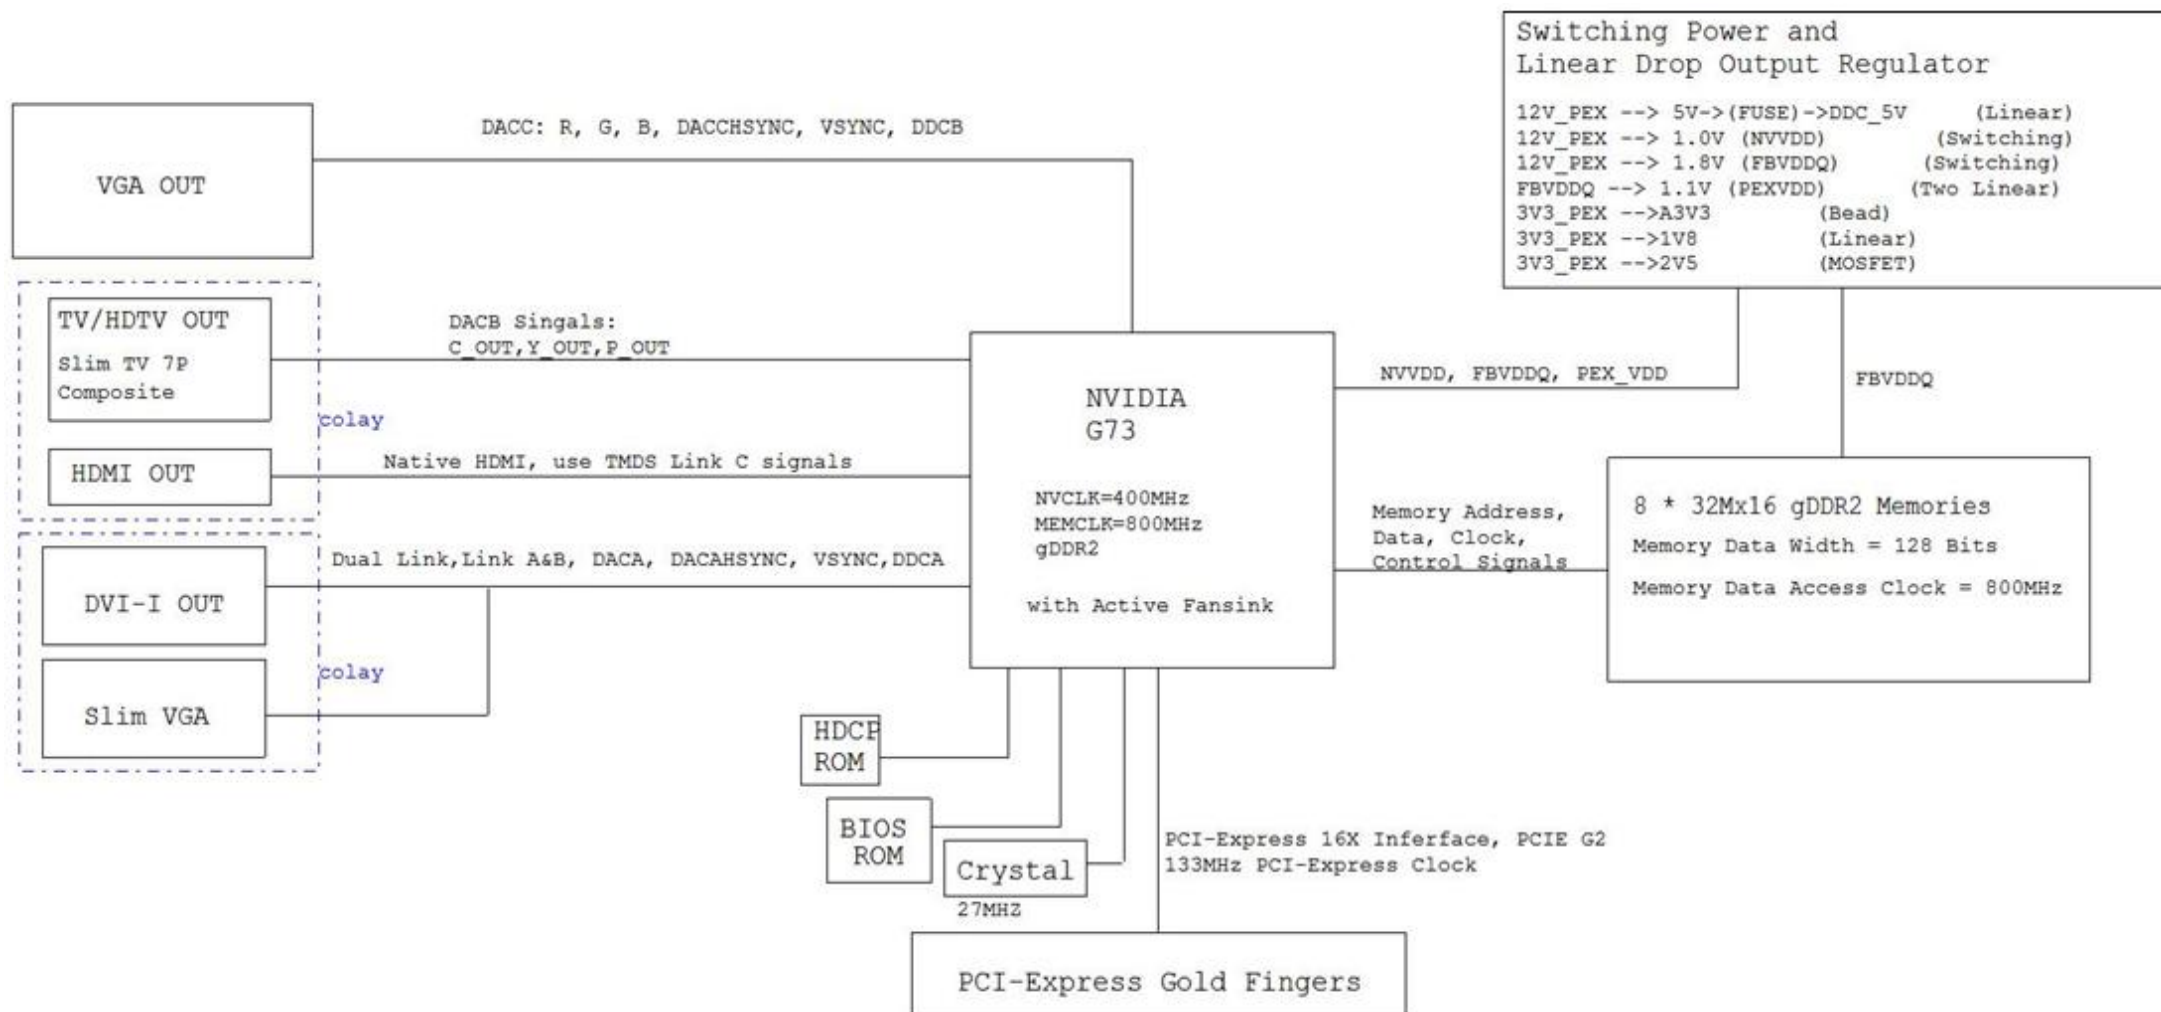 Switching Power and
Linear Drop Output Regulator
12V_PEX --> 5V->(FUSE)->DDC_5V (Linear)
12V_PEX --> 1.0V (NVVDD) (Switching)
12V_PEX --> 1.8V (FBVDDQ) (Switching)
FBVDDQ --> 1.1V (PEXVDD) (Two Linear)
3V3_PEX -->A3V3 (Bead)
3V3_PEX -->1V8 (Linear)
3V3_PEX -->2V5 (MOSFET)
VGA OUT
DACC: R, G, B, DACCHSYNC, VSYNC, DDCB
TV/HDTV OUT
Slim TV 7P
Composite
DACB Singals:
C_OUT,Y_OUT,P_OUT
colay
HDMI OUT
Native HDMI, use TMDS Link C signals
DVI-I OUT
Dual Link,Link A&B, DACA, DACAHSYNC, VSYNC,DDCA
colay
Slim VGA
NVIDIA
G73
NVCLK=400MHz
MEMCLK=800MHz
gDDR2
with Active Fansink
NVVDD, FBVDDQ, PEX_VDD
FBVDDQ
Memory Address,
Data, Clock,
Control Signals
8 * 32Mx16 gDDR2 Memories
Memory Data Width = 128 Bits
Memory Data Access Clock = 800MHz
HDCP
ROM
BIOS
ROM
Crystal
27MHZ
PCI-Express 16X Inferface, PCIE G2
133MHz PCI-Express Clock
PCI-Express Gold Fingers